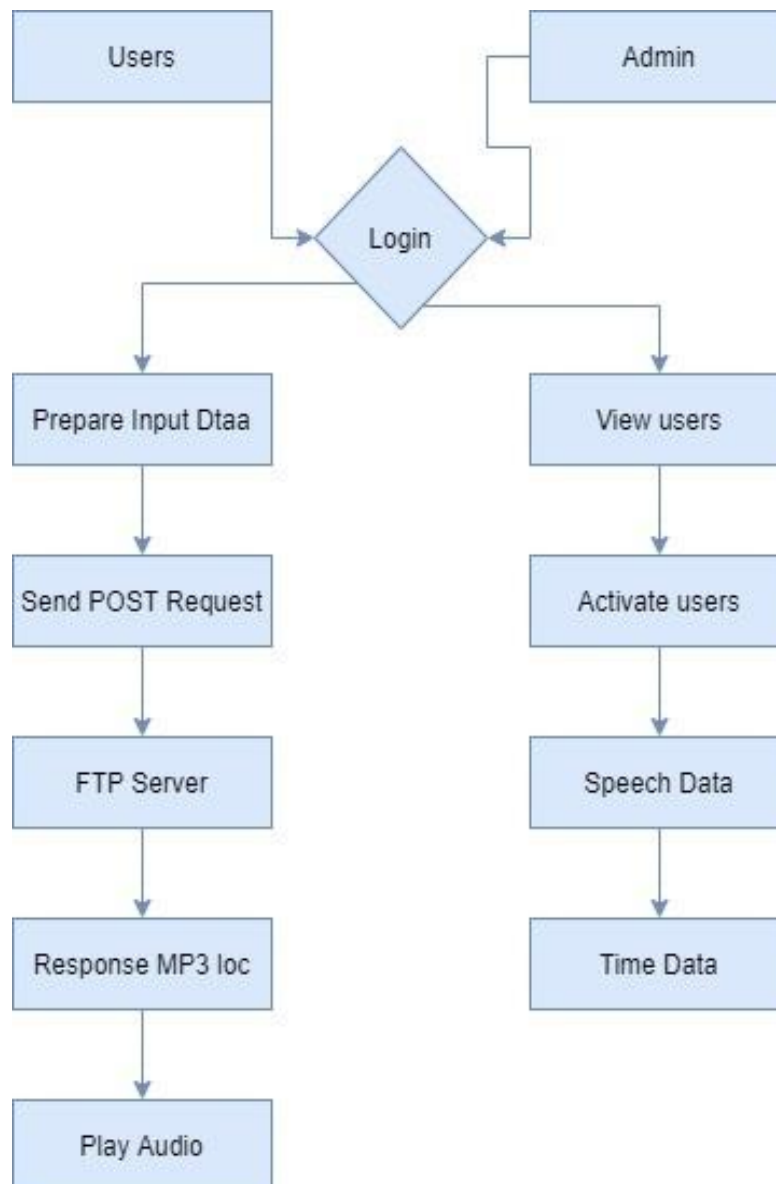 Users
Admin
Login
Prepare Input Dtaa
View users
Send POST Request
Activate users
FTP Server
Speech Data
Response MP3 loc
Time Data
Play Audio